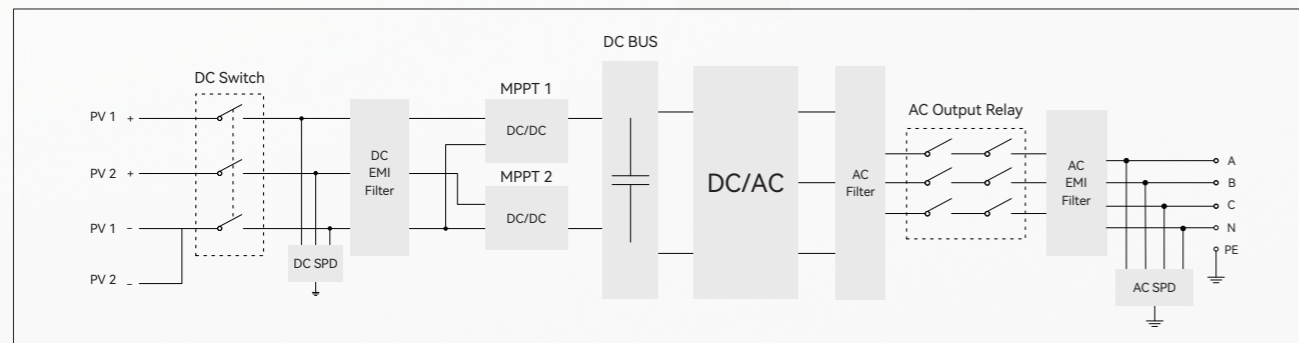 DC BUS
DC Switch
MPPT 1
AC Output Relay
PV 1 +
DC/DC
PV 2 +
DC
EMI
Filter
MPPT 2
DC/DC
DC/AC
AC
Filter
AC
EMI
Filter
A
B
C
N
PV 1 –
PE
DC SPD
PV 2 –
AC SPD